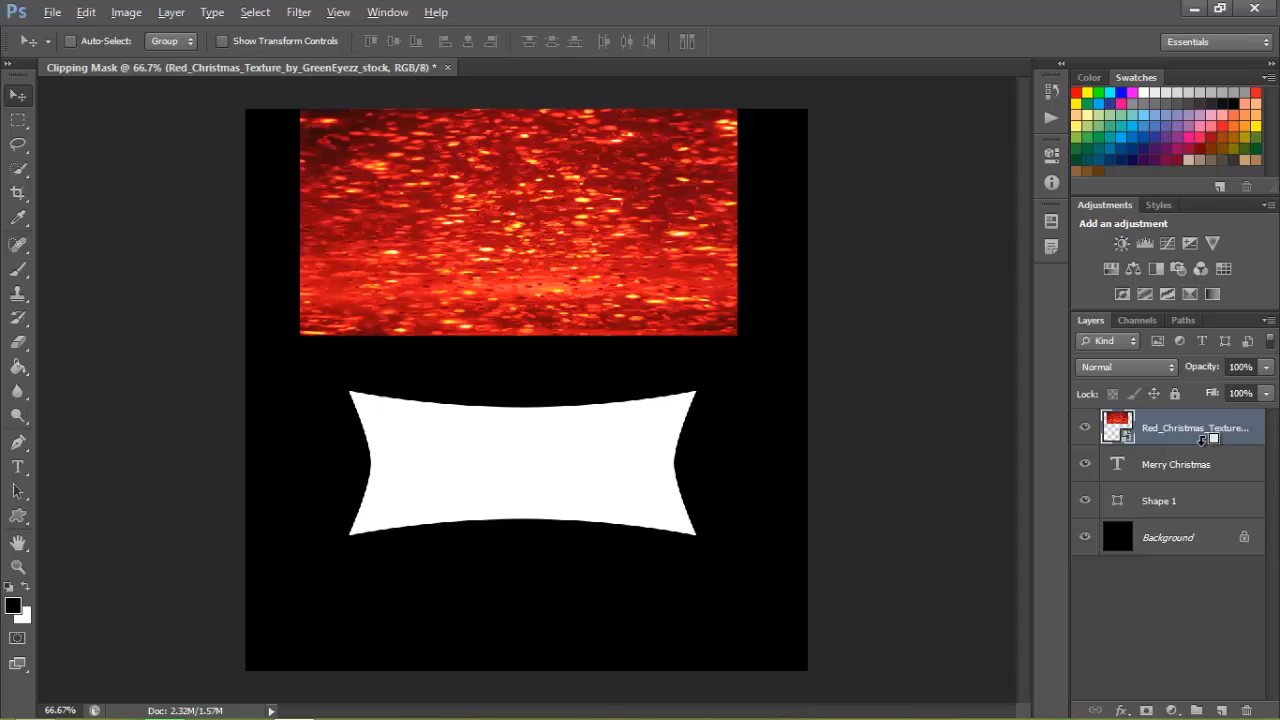 Ps File Edit Image Layer Type Select Filter View Window Help
Auto-Select: Group Show Transform Controls Essentials
Clipping Mask @ 66.7% (Red_Christmas_Texture_by_GreenEyezz_stock, RGB/8) *
Color Swatches
Adjustments Styles
Add an adjustment
Layers Channels Paths
Kind
Normal Opacity: 100%
Lock: Fill: 100%
Red_Christmas_Texture...
T Merry Christmas
Shape 1
Background
66.67% Doc: 2.32M/1.57M